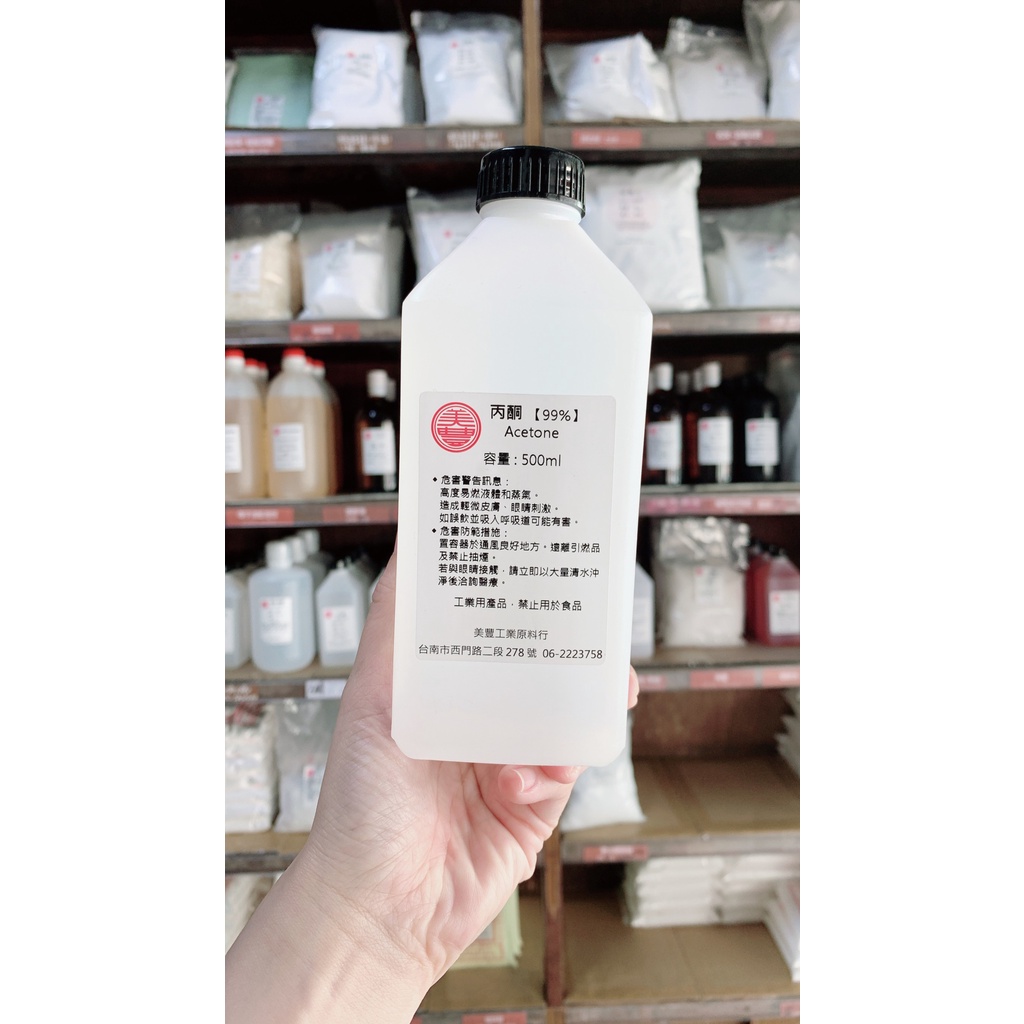 美豐
丙酮【99%】
Acetone
容量：500ml
◆ 危害警告訊息：
高度易燃液體和蒸氣。
造成輕微皮膚、眼睛刺激。
如誤飲並吸入呼吸道可能有害。
◆ 危害防範措施：
置容器於通風良好地方，遠離引燃品
及禁止抽煙。
若與眼睛接觸，請立即以大量清水沖
淨後洽詢醫療。
工業用產品，禁止用於食品
美豐工業原料行
台南市西門路二段278號 06-2223758